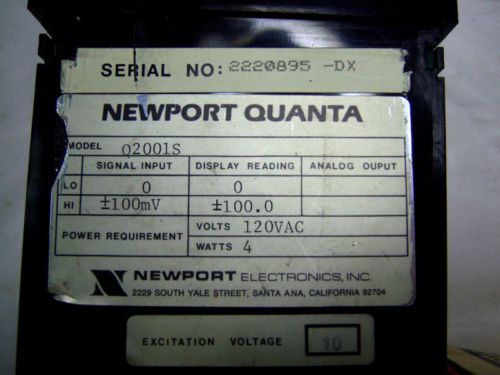 SERIAL NO: 2220895 -DX
NEWPORT QUANTA
MODEL Q2001S
SIGNAL INPUT DISPLAY READING ANALOG OUPUT
LO 0 0
HI ±100mV ±100.0
POWER REQUIREMENT VOLTS 120VAC
WATTS 4
N NEWPORT ELECTRONICS, INC.
2229 SOUTH YALE STREET, SANTA ANA, CALIFORNIA 92704
EXCITATION VOLTAGE 10